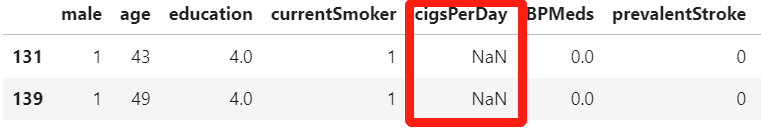 male age education currentSmoker cigsPerDay BPMeds prevalentStroke
131 1 43 4.0 1 NaN 0.0 0
139 1 49 4.0 1 NaN 0.0 0